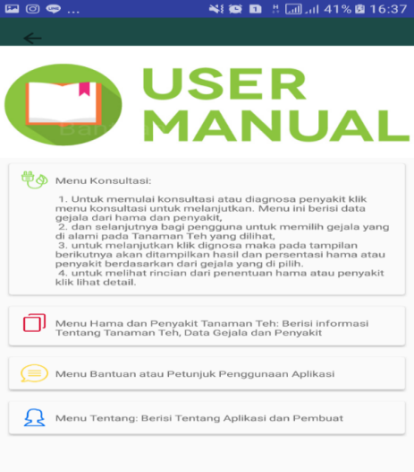 41% 16:37
USER
MANUAL
Menu Konsultasi:
1. Untuk memulai konsultasi atau diagnosa penyakit klik
menu konsultasi untuk melanjutkan. Menu ini berisi data
gejala dari hama dan penyakit,
2. dan selanjutnya bagi pengguna untuk memilih gejala yang
di alami pada Tanaman Teh yang dilihat,
3. untuk melanjutkan klik dignosa maka pada tampilan
berikutnya akan ditampilkan hasil dan persentasi hama atau
penyakit berdasarkan dari gejala yang di pilih.
4. untuk melihat rincian dari penentuan hama atau penyakit
klik lihat detail.
Menu Hama dan Penyakit Tanaman Teh: Berisi informasi
Tentang Tanaman Teh, Data Gejala dan Penyakit
Menu Bantuan atau Petunjuk Penggunaan Aplikasi
Menu Tentang: Berisi Tentang Aplikasi dan Pembuat